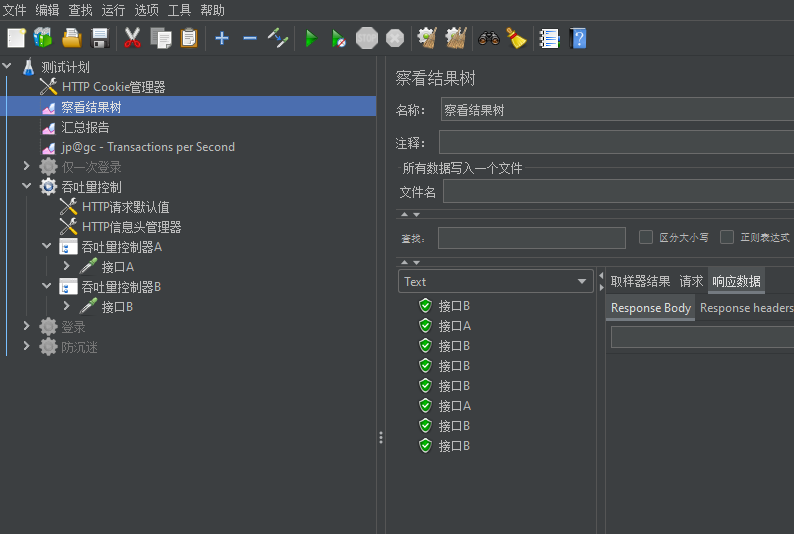 文件 编辑 查找 运行 选项 工具 帮助
STOP
测试计划
HTTP Cookie管理器
察看结果树
汇总报告
jp@gc - Transactions per Second
仅一次登录
吞吐量控制
HTTP请求默认值
HTTP信息头管理器
吞吐量控制器A
接口A
吞吐量控制器B
接口B
登录
防沉迷
察看结果树
名称： 察看结果树
注释：
所有数据写入一个文件
文件名
查找： 区分大小写 正则表达式
Text
接口B
接口A
接口B
接口B
接口B
接口A
接口B
接口B
取样器结果 请求 响应数据
Response Body Response headers